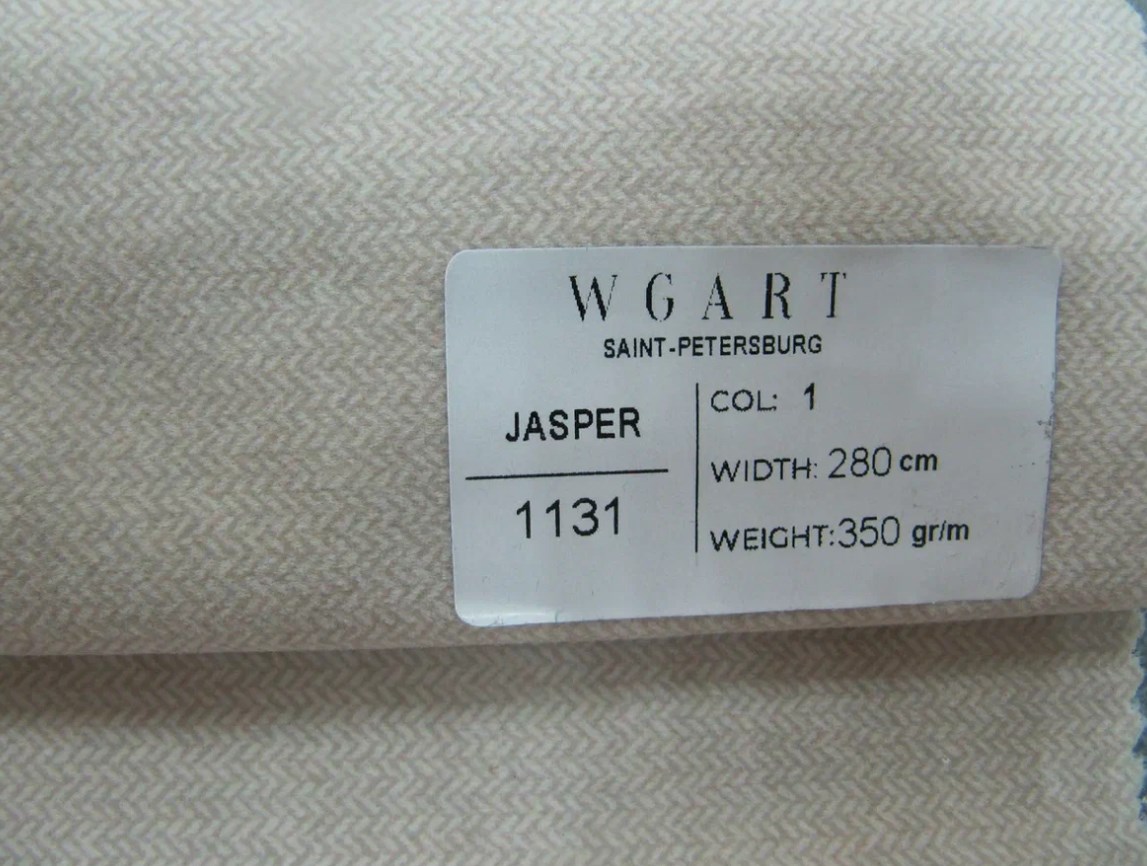 WGART
SAINT-PETERSBURG
JASPER
1131
COL: 1
WIDTH: 280 cm
WEIGHT: 350 gr/m